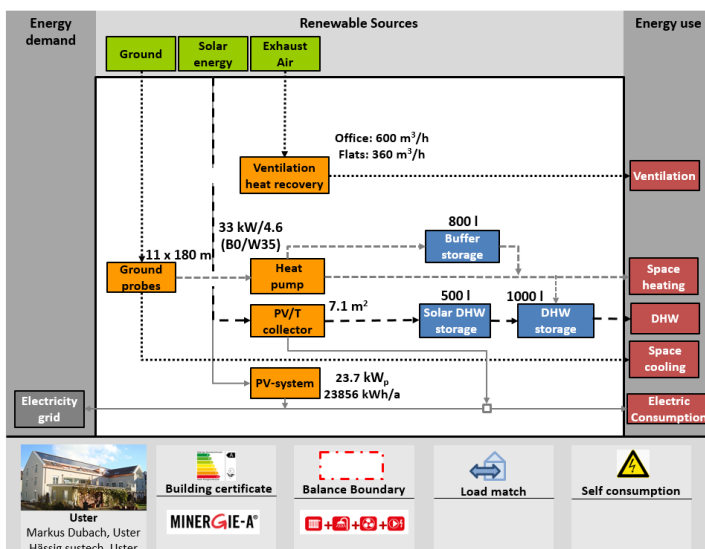 Energy
demand
Renewable Sources
Energy use
Ground
Solar
energy
Exhaust
Air
Office: 600 m³/h
Flats: 360 m³/h
Ventilation
heat recovery
Ventilation
33 kW/4.6
(B0/W35)
800 l
Buffer
storage
11 x 180 m
Ground
probes
Heat
pump
Space
heating
7.1 m²
500 l
1000 l
PV/T
collector
Solar DHW
storage
DHW
storage
DHW
Space
cooling
PV-system
23.7 kWp
23856 kWh/a
Electricity
grid
Electric
Consumption
A
Building certificate
Balance Boundary
Load match
Self consumption
MINERGIE-A®
Uster
Markus Dubach, Uster
Hässig sustech, Uster